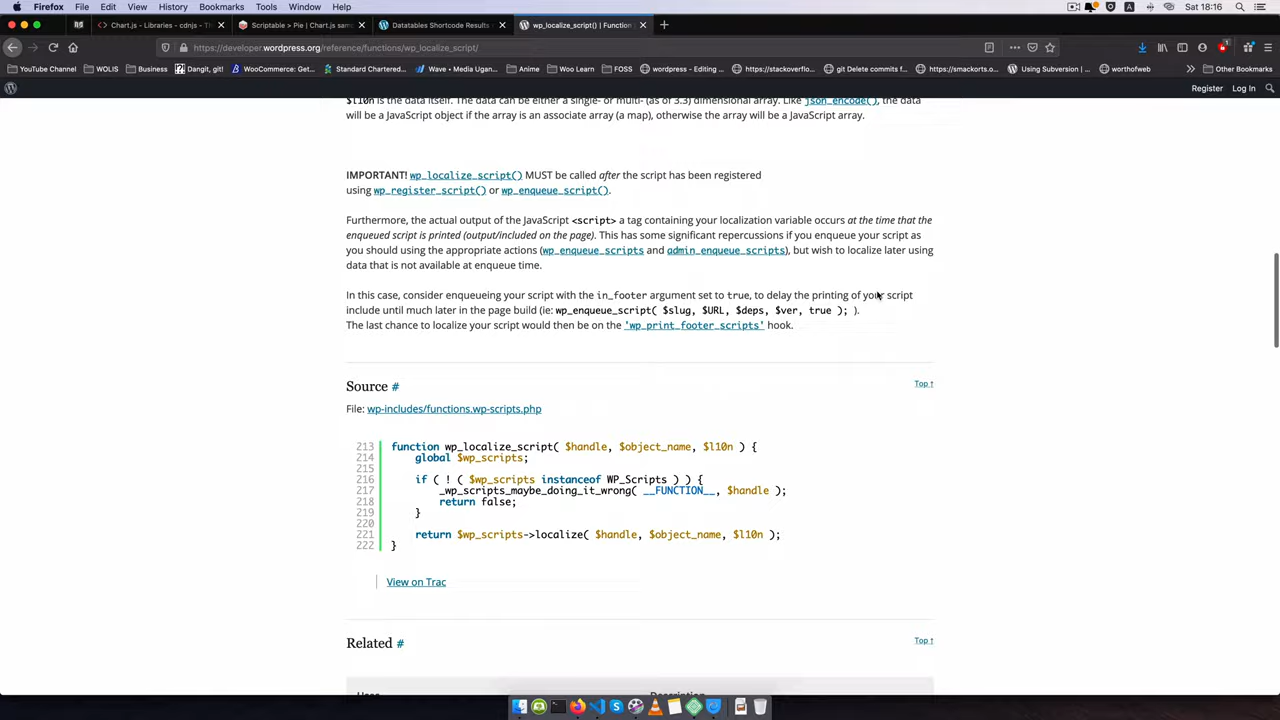 Firefox File Edit View History Bookmarks Tools Window Help Sat 18:16
Chart.js - Libraries - cdnjs - T Scriptable > Pie | Chart.js sam Datatables Shortcode Results wp_localize_script() | Function
https://developer.wordpress.org/reference/functions/wp_localize_script/
YouTube Channel WOLIS Business Dangit, git! WooCommerce: Get... Standard Chartered... Wave • Media Ugan... Anime Woo Learn FOSS wordpress - Editing ... https://stackoverflo... git Delete commits f... https://smackorts.o... Using Subversion | ... worthofweb Other Bookmarks
Register Log In
$l10n is the data itself. The data can be either a single- or multi- (as of 3.3) dimensional array. Like json_encode(), the data
will be a JavaScript object if the array is an associate array (a map), otherwise the array will be a JavaScript array.
IMPORTANT! wp_localize_script() MUST be called after the script has been registered
using wp_register_script() or wp_enqueue_script().
Furthermore, the actual output of the JavaScript <script> a tag containing your localization variable occurs at the time that the
enqueued script is printed (output/included on the page). This has some significant repercussions if you enqueue your script as
you should using the appropriate actions (wp_enqueue_scripts and admin_enqueue_scripts), but wish to localize later using
data that is not available at enqueue time.
In this case, consider enqueueing your script with the in_footer argument set to true, to delay the printing of your script
include until much later in the page build (ie: wp_enqueue_script( $slug, $URL, $deps, $ver, true ); ).
The last chance to localize your script would then be on the 'wp_print_footer_scripts' hook.
Source # Top ↑
File: wp-includes/functions.wp-scripts.php
213 function wp_localize_script( $handle, $object_name, $l10n ) {
214 global $wp_scripts;
215
216 if ( ! ( $wp_scripts instanceof WP_Scripts ) ) {
217 _wp_scripts_maybe_doing_it_wrong( __FUNCTION__, $handle );
218 return false;
219 }
220
221 return $wp_scripts->localize( $handle, $object_name, $l10n );
222 }
View on Trac
Related # Top ↑
Uses Description